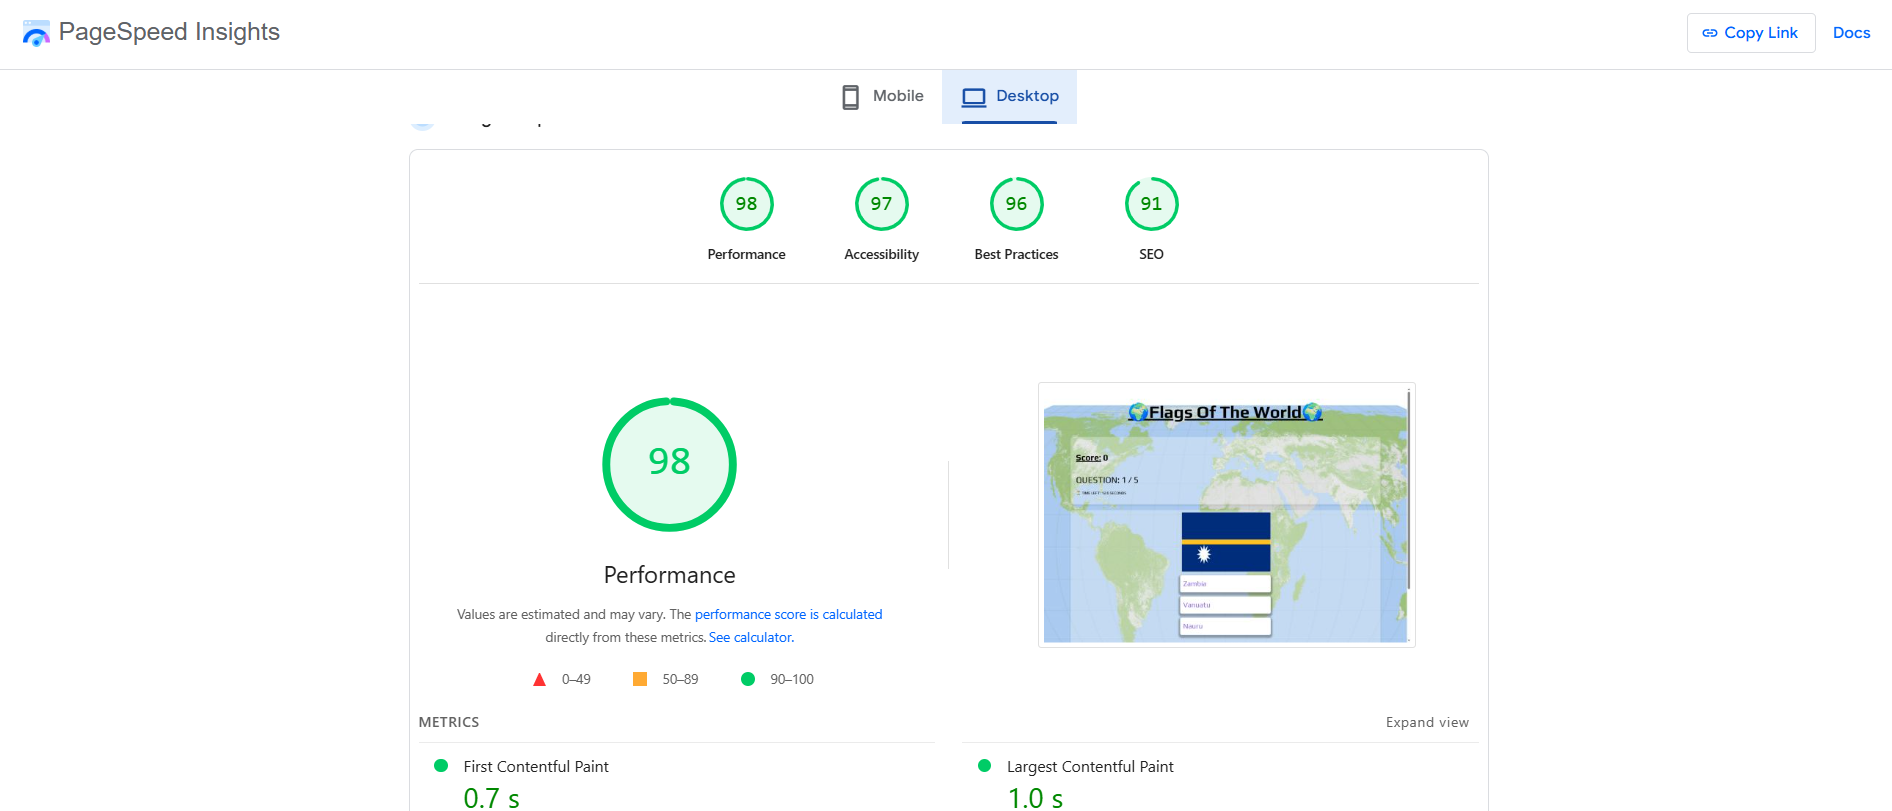 PageSpeed Insights
Copy Link
Docs
Mobile
Desktop
98
97
96
91
Performance
Accessibility
Best Practices
SEO
98
Performance
Values are estimated and may vary. The performance score is calculated
directly from these metrics. See calculator.
0–49
50–89
90–100
Flags Of The World
Score: 0
QUESTION: 1 / 5
Zambia
Vanuatu
Nauru
METRICS
Expand view
First Contentful Paint
0.7 s
Largest Contentful Paint
1.0 s